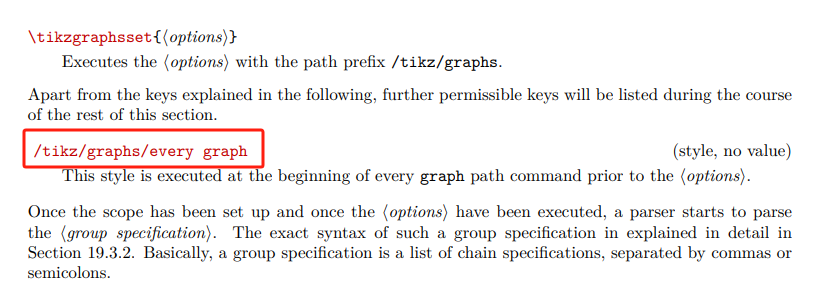 \tikzgraphsset{⟨options⟩}
Executes the ⟨options⟩ with the path prefix /tikz/graphs.
Apart from the keys explained in the following, further permissible keys will be listed during the course
of the rest of this section.
/tikz/graphs/every graph (style, no value)
This style is executed at the beginning of every graph path command prior to the ⟨options⟩.
Once the scope has been set up and once the ⟨options⟩ have been executed, a parser starts to parse
the ⟨group specification⟩. The exact syntax of such a group specification in explained in detail in
Section 19.3.2. Basically, a group specification is a list of chain specifications, separated by commas or
semicolons.